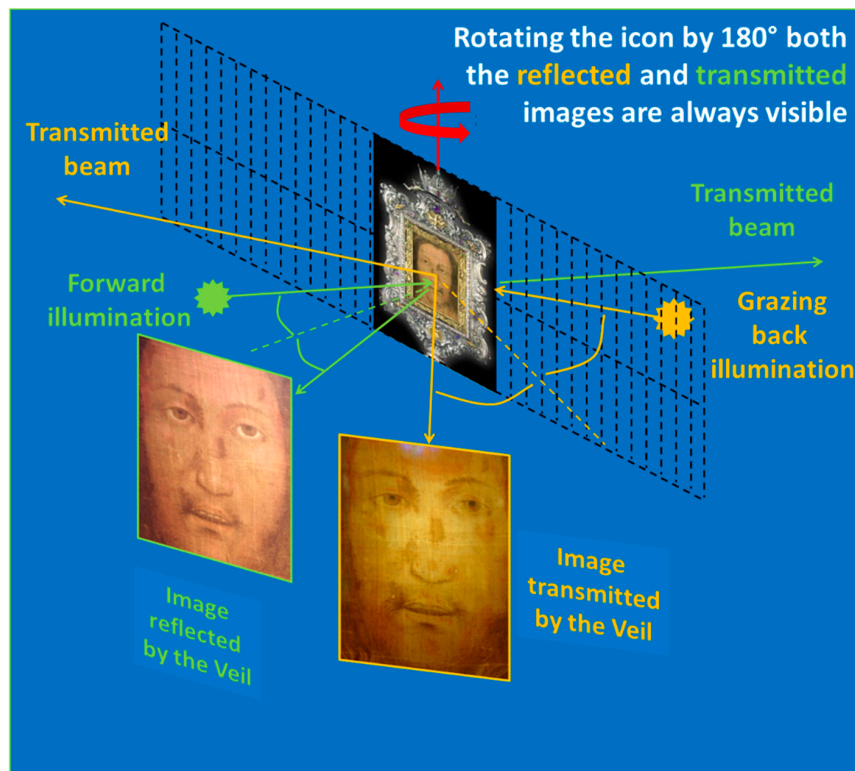 Rotating the icon by 180° both
the reflected and transmitted
images are always visible
Transmitted
beam
Transmitted
beam
Forward
illumination
Grazing
back
illumination
Image
reflected
by the Veil
Image
transmitted
by the Veil